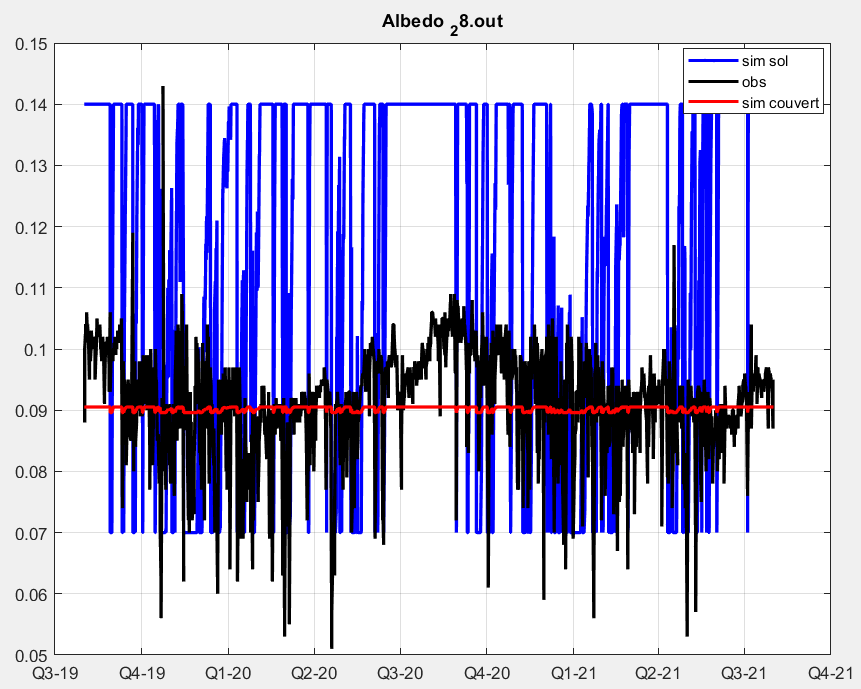 Albedo 28.out
0.15
0.14
0.13
0.12
0.11
0.1
0.09
0.08
0.07
0.06
0.05
sim sol
obs
sim couvert
Q3-19 Q4-19 Q1-20 Q2-20 Q3-20 Q4-20 Q1-21 Q2-21 Q3-21 Q4-21